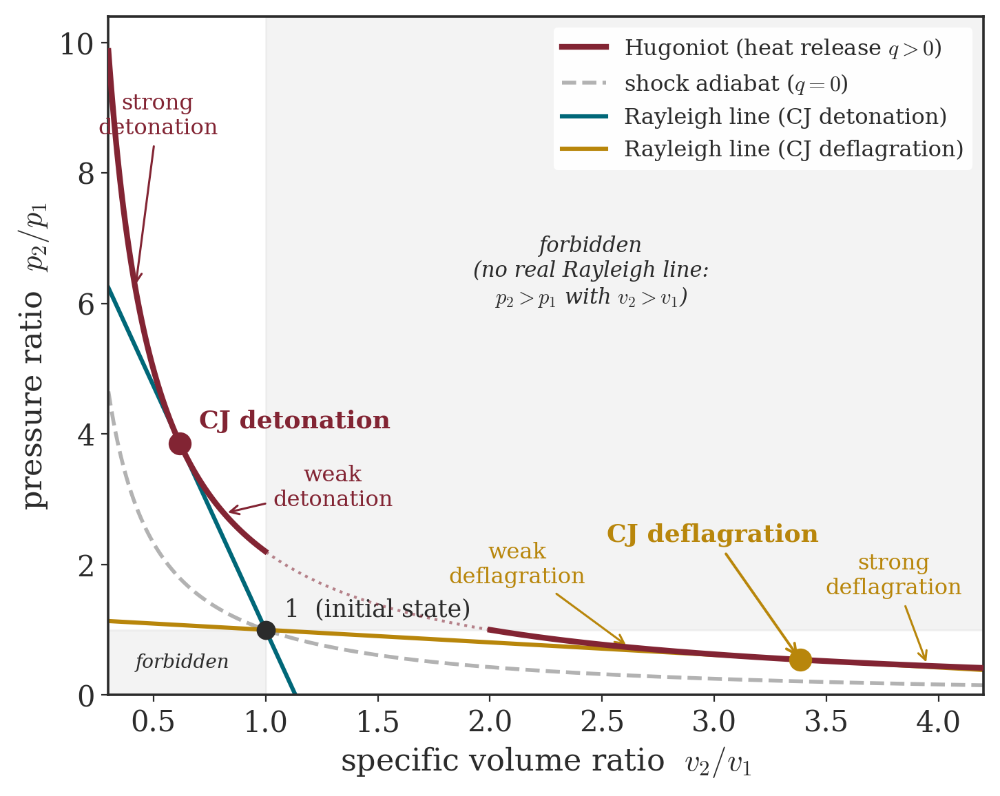 Hugoniot (heat release q > 0)
shock adiabat (q = 0)
Rayleigh line (CJ detonation)
Rayleigh line (CJ deflagration)
strong
detonation
forbidden
(no real Rayleigh line:
p₂ > p₁ with v₂ > v₁)
CJ detonation
weak
detonation
CJ deflagration
weak
deflagration
strong
deflagration
1 (initial state)
forbidden
10
8
6
4
2
0
0.5
1.0
1.5
2.0
2.5
3.0
3.5
4.0
pressure ratio p₂/p₁
specific volume ratio v₂/v₁